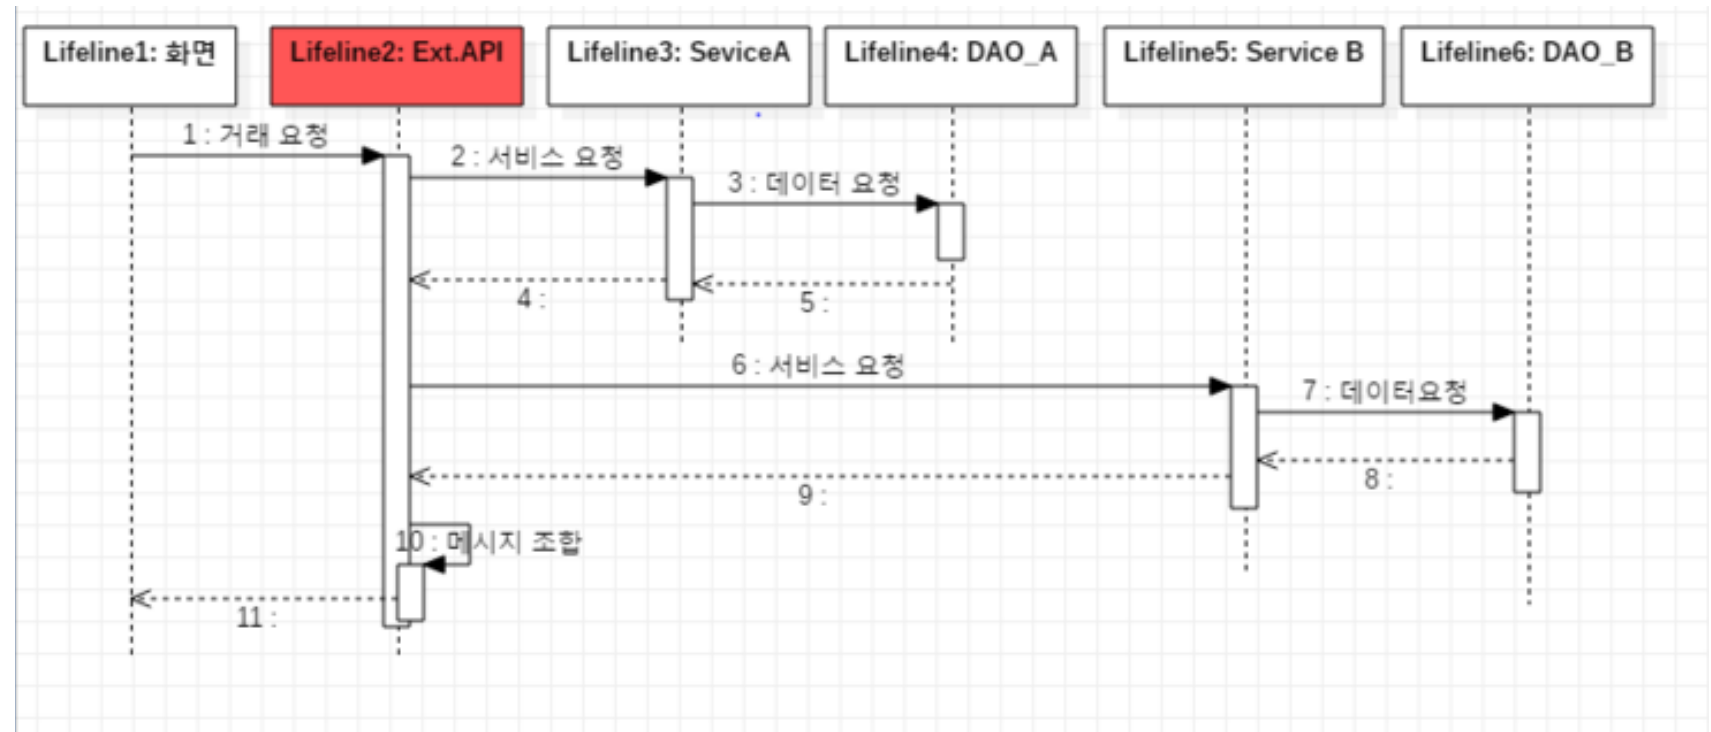 Lifeline1: 화면
Lifeline2: Ext.API
Lifeline3: SeviceA
Lifeline4: DAO_A
Lifeline5: Service B
Lifeline6: DAO_B
1 : 거래 요청
2 : 서비스 요청
3 : 데이터 요청
4 :
5 :
6 : 서비스 요청
7 : 데이터요청
8 :
9 :
10 : 메시지 조합
11 :